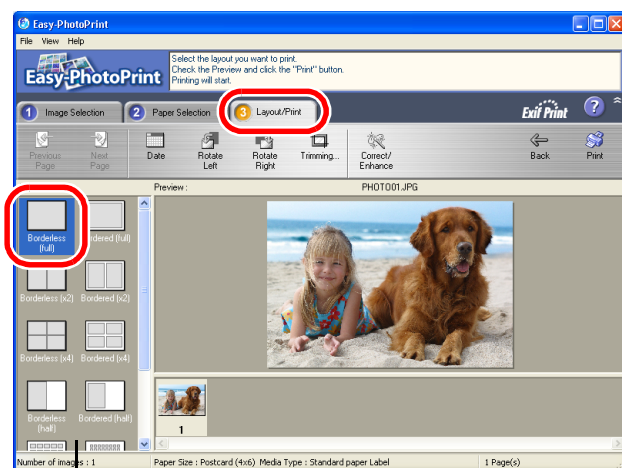 Easy-PhotoPrint
File View Help
Easy-PhotoPrint
Select the layout you want to print.
Check the Preview and click the "Print" button.
Printing will start.
1 Image Selection
2 Paper Selection
3 Layout/Print
Exif Print
?
Previous Page
Next Page
Date
Rotate Left
Rotate Right
Trimming...
Correct/ Enhance
Back
Print
Preview :
PHOTO01.JPG
Borderless (full)
Bordered (full)
Borderless (x2)
Bordered (x2)
Borderless (x4)
Bordered (x4)
Borderless (half)
Bordered (half)
1
Number of images : 1
Paper Size : Postcard (4x6) Media Type : Standard paper Label
1 Page(s)